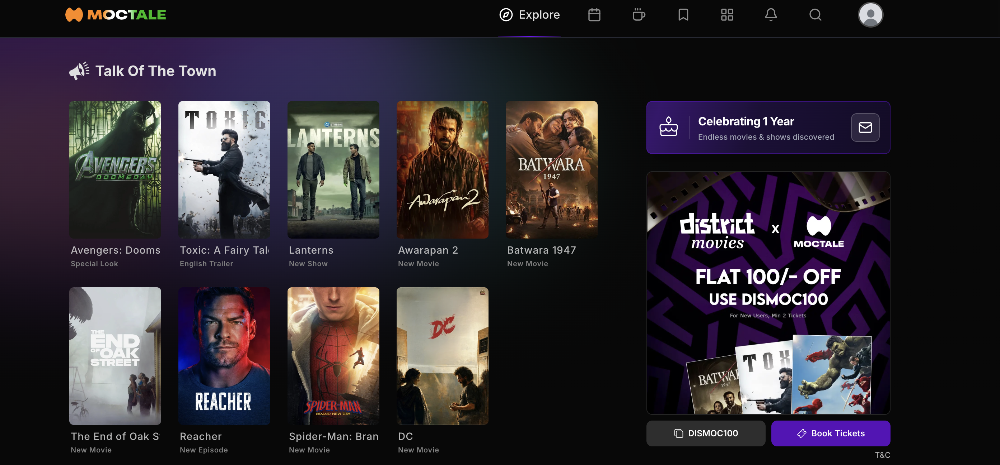 MOCTALE
Explore
Talk Of The Town
TOXIC
DC STUDIOS
LANTERNS
AVENGERS
DOOMSDAY
Awarapan 2
BATWARA
1947
Avengers: Dooms
Special Look
Toxic: A Fairy Tal
English Trailer
Lanterns
New Show
Awarapan 2
New Movie
Batwara 1947
New Movie
THE
END
OF OAK
STREET
REACHER
SPIDER-MAN
BRAND NEW DAY
DC
The End of Oak S
New Movie
Reacher
New Episode
Spider-Man: Bran
New Movie
DC
New Movie
Celebrating 1 Year
Endless movies & shows discovered
district
movies
x
MOCTALE
FLAT 100/- OFF
USE DISMOC100
For New Users, Min 2 Tickets
BATWAR
1947
TOX
DISMOC100
Book Tickets
T&C